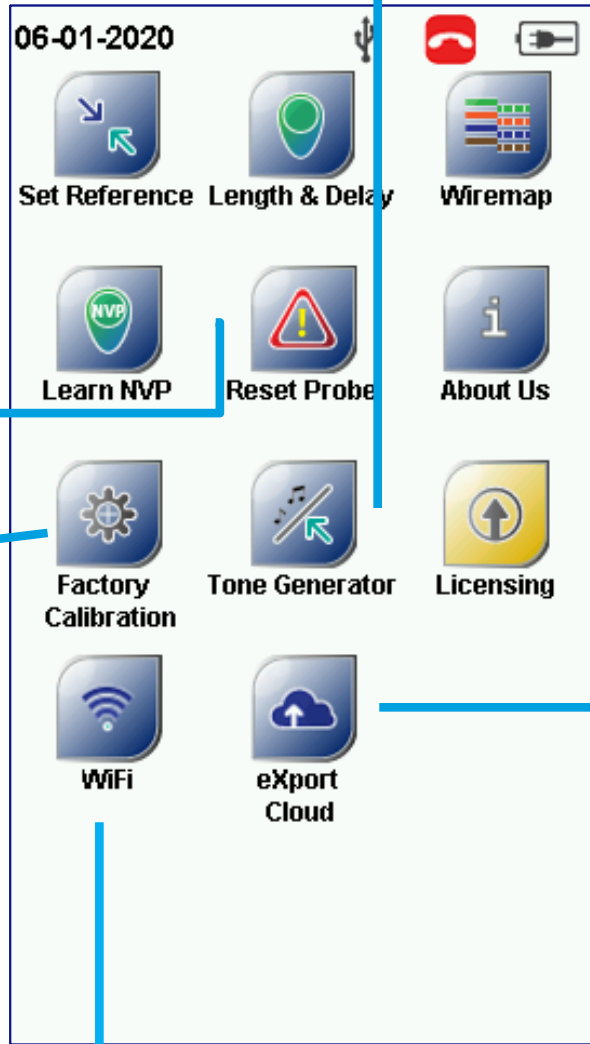 06-01-2020
Set Reference Length & Delay Wiremap
NVP
Learn NVP Reset Probe About Us
Factory Calibration Tone Generator Licensing
WiFi eXport Cloud